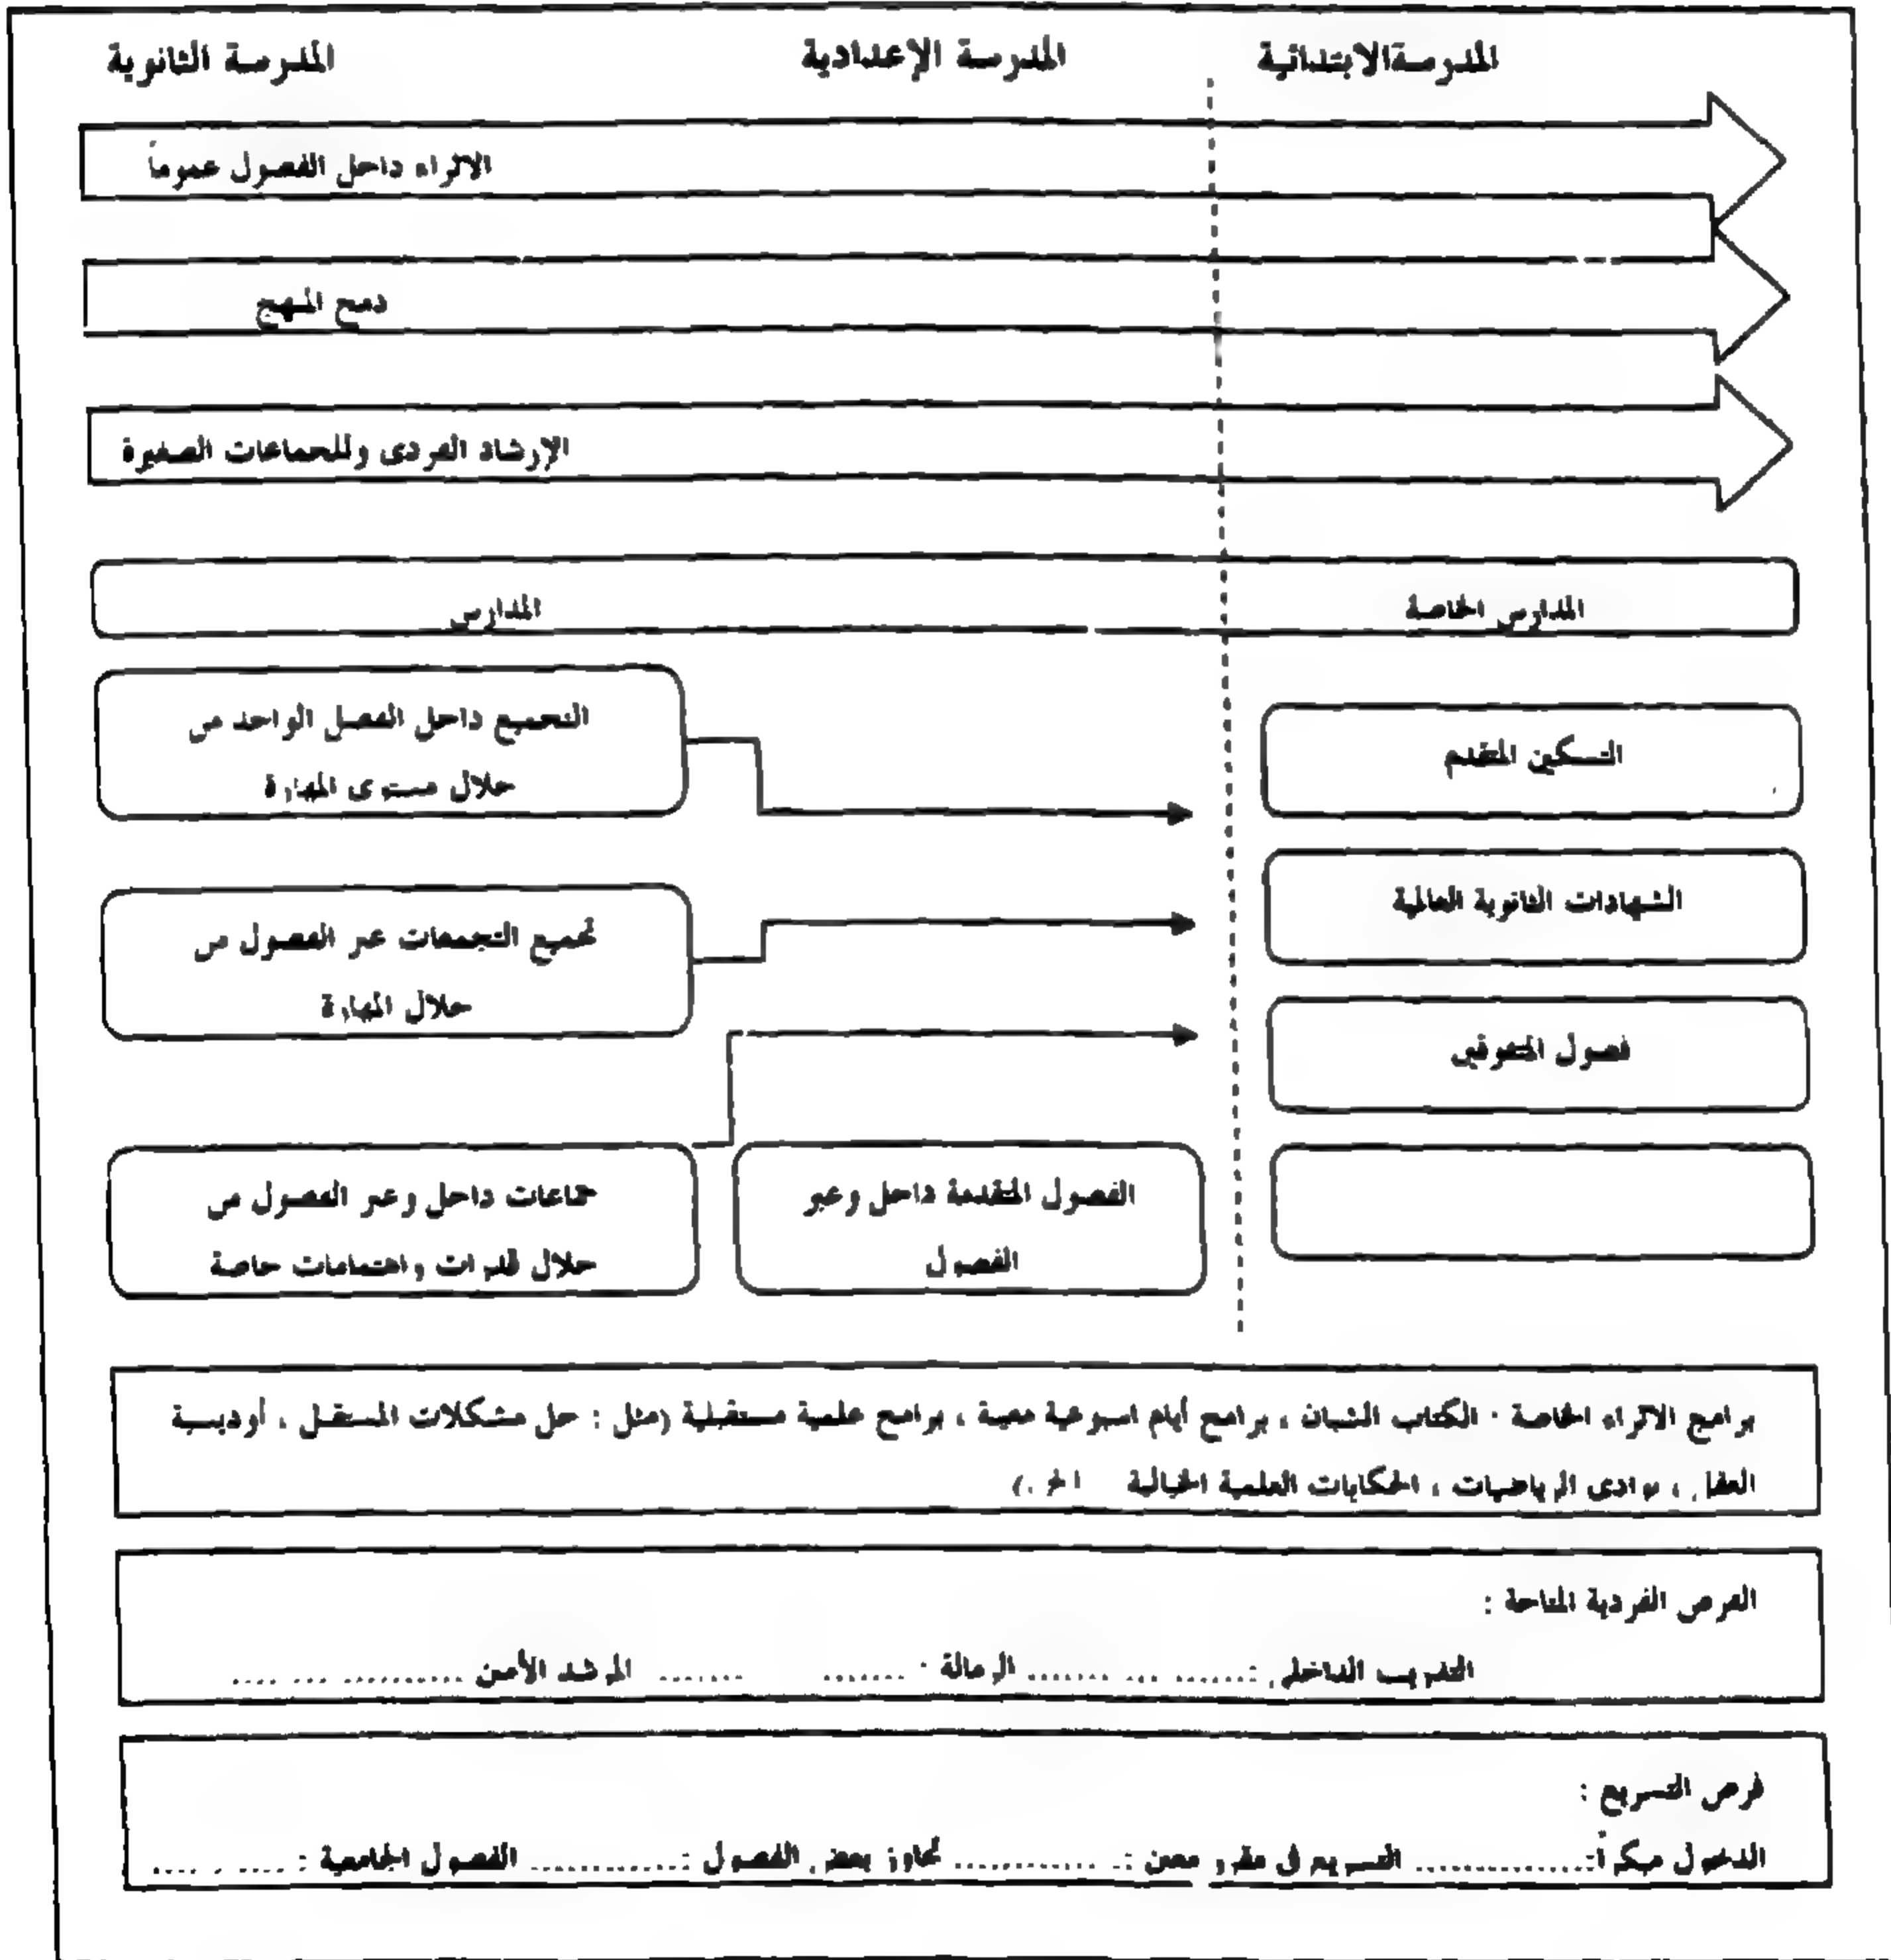 المدرسة الابتدائية
المدرسة الإعدادية
المدرسة الثانوية
الاثراء داخل الفصول عموماً
دمج المنهج
الإرشاد الفردى وللجماعات الصغيرة
المدارس الخاصة
المدارس
التسكين المتقدم
التجميع داخل الفصل الواحد من
خلال مستوى المهارة
الشهادات الثانوية العالمية
تجميع التجمعات عبر الفصول من
خلال المهارة
فصول المتفوقين
الفصول المتقدمة داخل وعبر
الفصول
جماعات داخل وعبر الفصول من
خلال قدرات واهتمامات خاصة
برامج الاثراء الخاصة : الكتاب الشبان ، برامج أيام اسبوعية معينة ، برامج علمية مستقبلية (مثل : حل مشكلات المستقبل ، أوديسية
العقل ، نوادى الرياضيات ، الحكايات العلمية الخيالية الخ .)
الفرص الفردية المتاحة :
التدريب الداخلى : .......... الزمالة : .......... المرشد الأمين ..........
فرص التسريع :
الدخول مبكراً: .......... التسريع فى مقرر معين : .......... تجاوز بعض الفصول : .......... الفصول الجامعية : ..........